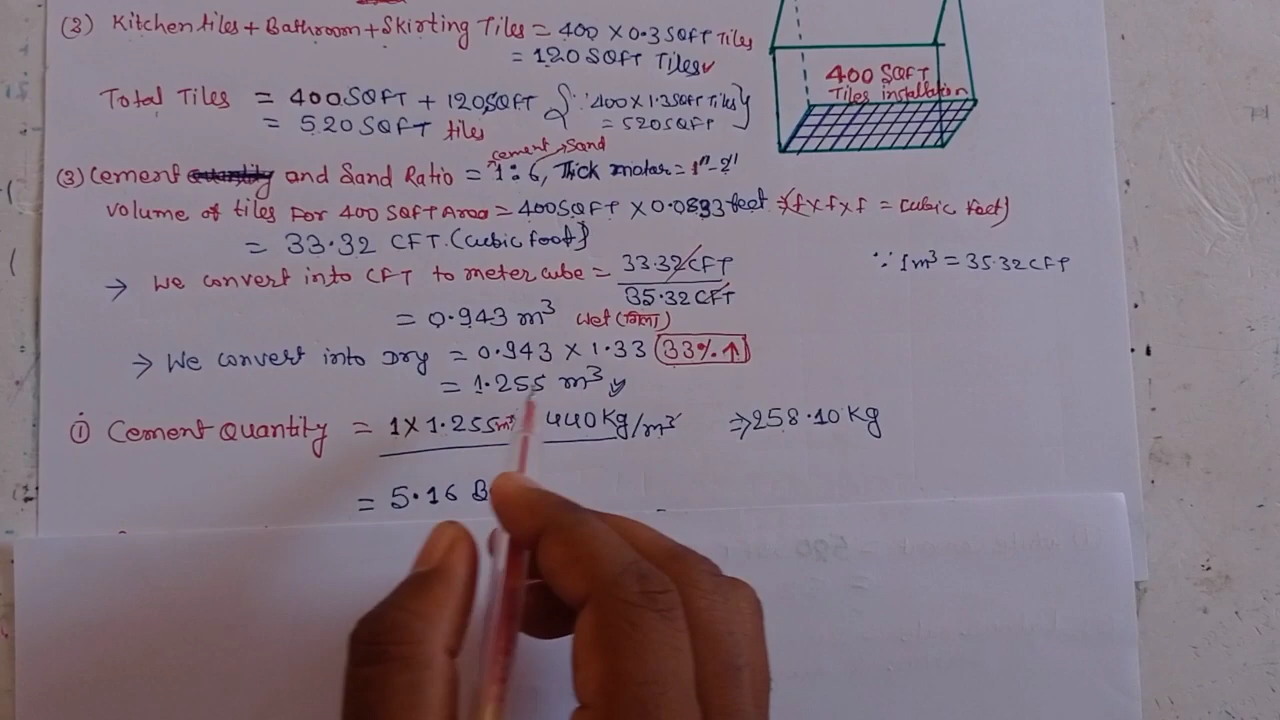 (2) Kitchen tiles + Bathroom + Skirting Tiles = 400 X 0.3 SQFT Tiles
= 120 SQFT Tiles
Total Tiles = 400 SQFT + 120 SQFT { ∵ 400 X 1.3 SQFT Tiles }
= 520 SQFT tiles = 520 SQFT
400 SQFT
Tiles installation
cement → Sand
(3) Cement and Sand Ratio = 1:6, Thick motar = 1"-2"
Volume of tiles For 400 SQFT Area = 400 SQFT X 0.0833 feet (f x f x f = cubic foot)
= 33.32 CFT. (cubic foot)
→ We convert into CFT to meter cube = 33.32 CFT
35.32 CFT
∵ 1m³ = 35.32 CFT
= 0.943 m³ wet (गिला)
→ We convert into Dry = 0.943 X 1.33 (33%.↑)
= 1.255 m³
(i) Cement Quantity = 1 X 1.255m³ 440 Kg/m³ ⇒ 258.10 Kg
= 5.16